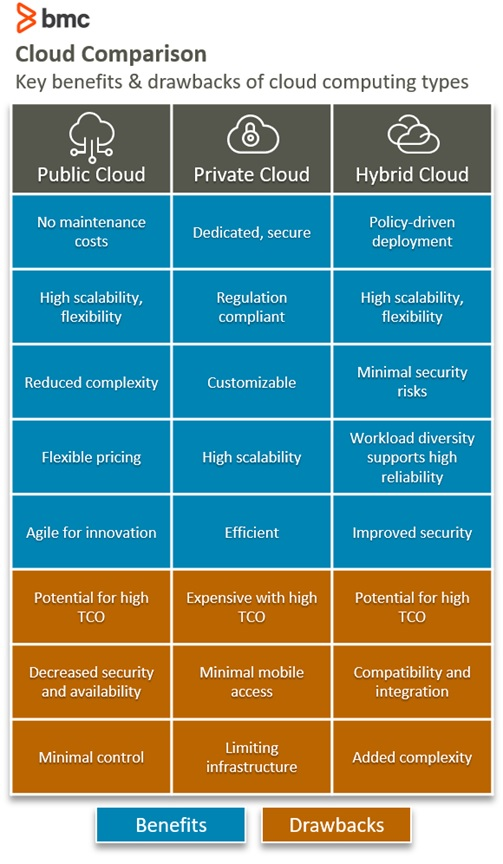 bmc
Cloud Comparison
Key benefits & drawbacks of cloud computing types
Public Cloud
Private Cloud
Hybrid Cloud
No maintenance
costs
Dedicated, secure
Policy-driven
deployment
High scalability,
flexibility
Regulation
compliant
High scalability,
flexibility
Reduced complexity
Customizable
Minimal security
risks
Flexible pricing
High scalability
Workload diversity
supports high
reliability
Agile for innovation
Efficient
Improved security
Potential for high
TCO
Expensive with high
TCO
Potential for high
TCO
Decreased security
and availability
Minimal mobile
access
Compatibility and
integration
Minimal control
Limiting
infrastructure
Added complexity
Benefits
Drawbacks